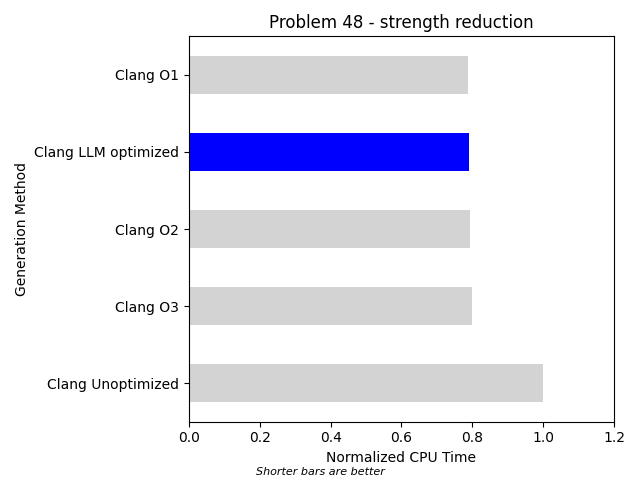 Problem 48 - strength reduction
Clang O1
Clang LLM optimized
Clang O2
Clang O3
Clang Unoptimized
Generation Method
0.0 0.2 0.4 0.6 0.8 1.0 1.2
Normalized CPU Time
Shorter bars are better